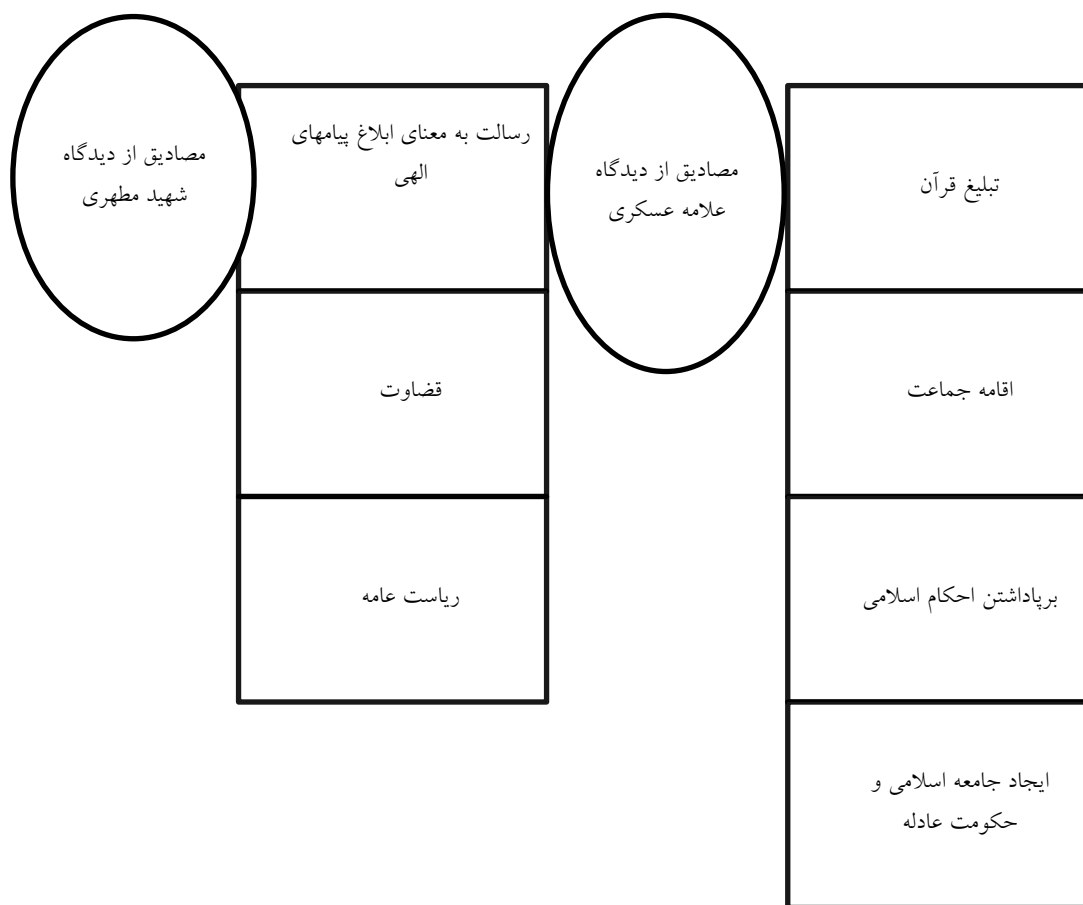 تبلیغ قرآن
اقامه جماعت
برپاداشتن احکام اسلامی
ایجاد جامعه اسلامی و
حکومت عادله
مصادیق از دیدگاه
علامه عسکری
رسالت به معنای ابلاغ پیامهای
الهی
قضاوت
ریاست عامه
مصادیق از دیدگاه
شهید مطهری